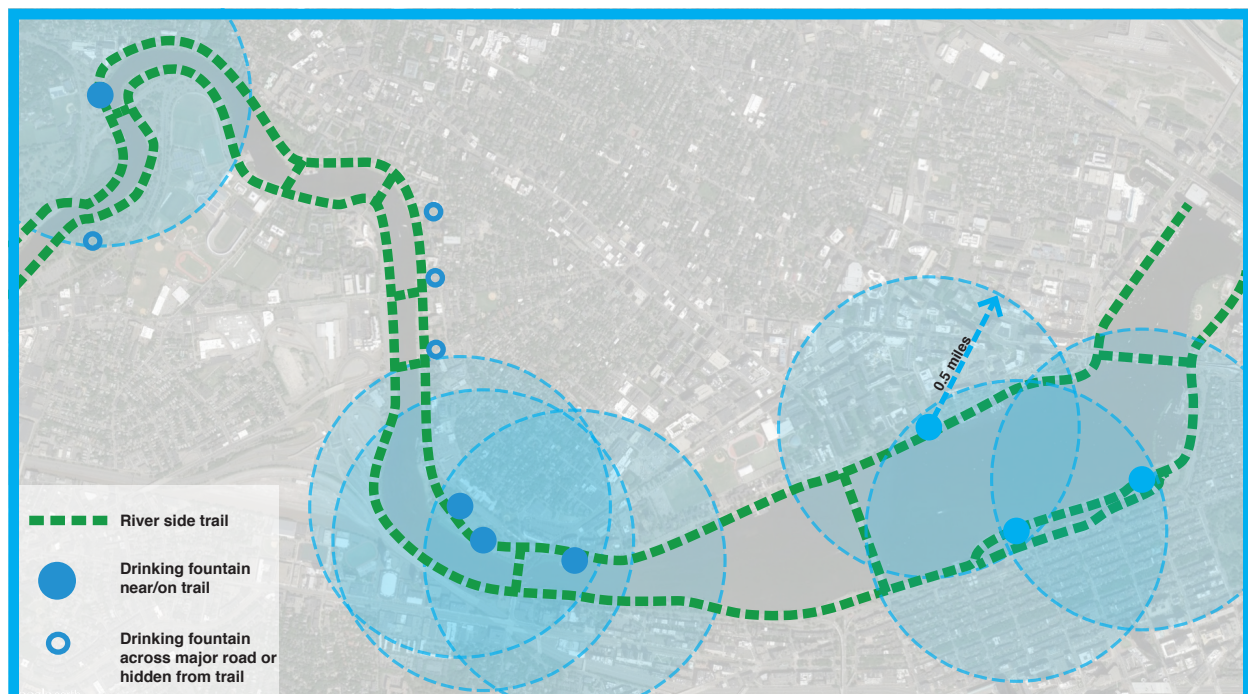 0.5 miles
River side trail
Drinking fountain
near/on trail
Drinking fountain
across major road or
hidden from trail